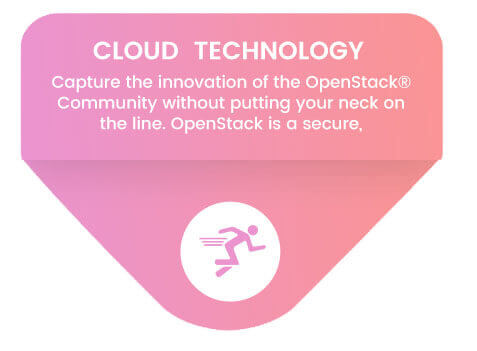 CLOUD TECHNOLOGY
Capture the innovation of the OpenStack®
Community without putting your neck on
the line. OpenStack is a secure,